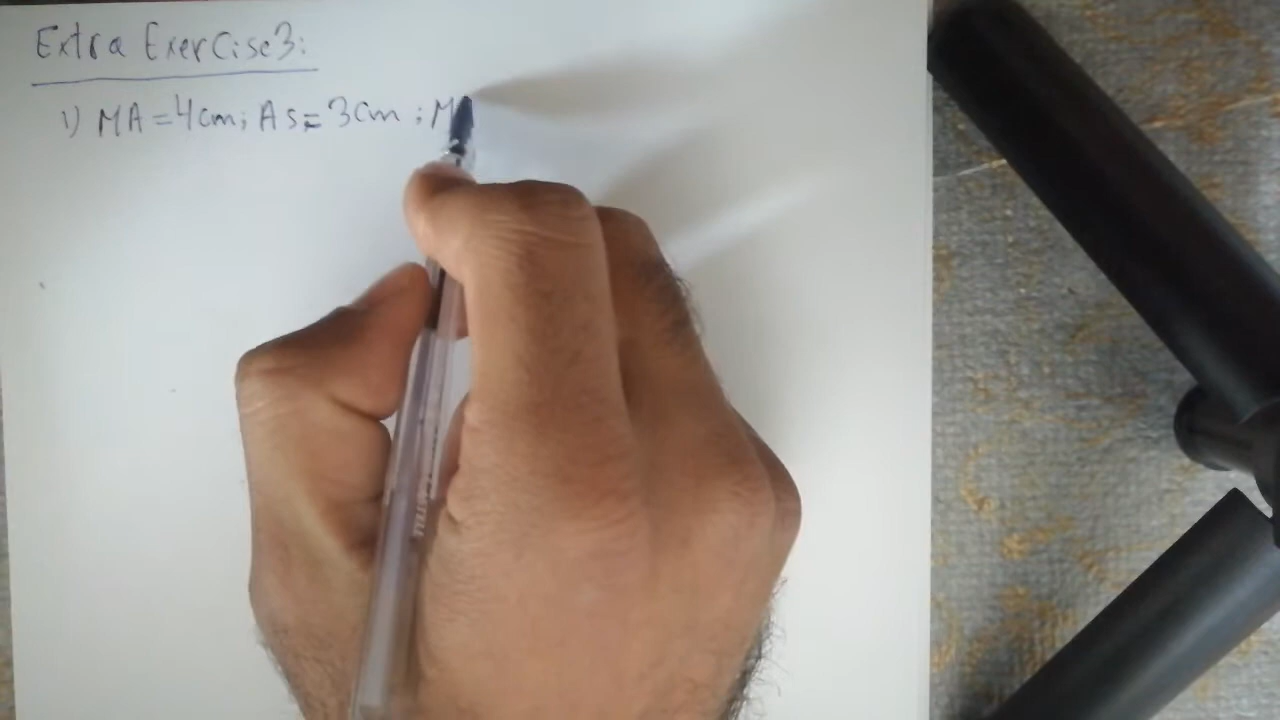 Extra Exercise3:
1) MA = 4cm; AS = 3cm ; M